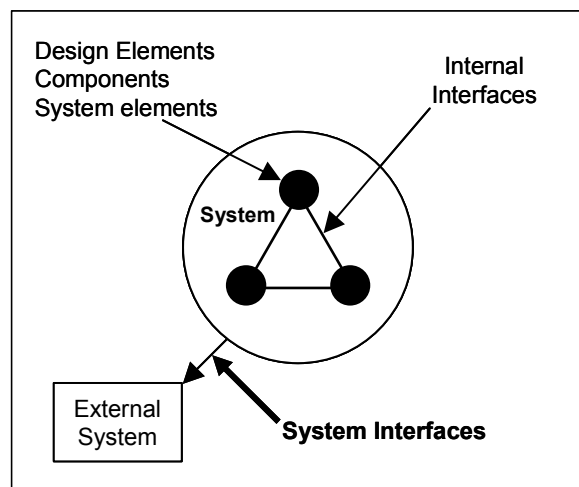 Design Elements
Components
System elements
Internal
Interfaces
System
External
System
System Interfaces